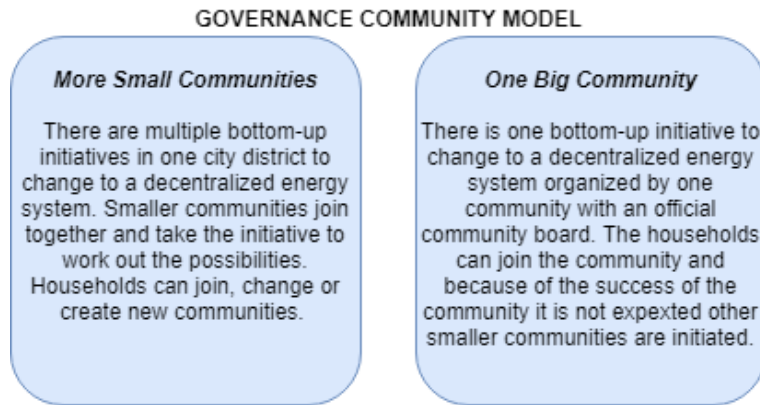 GOVERNANCE COMMUNITY MODEL
More Small Communities
There are multiple bottom-up
initiatives in one city district to
change to a decentralized energy
system. Smaller communities join
together and take the initiative to
work out the possibilities.
Households can join, change or
create new communities.
One Big Community
There is one bottom-up initiative to
change to a decentralized energy
system organized by one
community with an official
community board. The households
can join the community and
because of the success of the
community it is not expexted other
smaller communities are initiated.